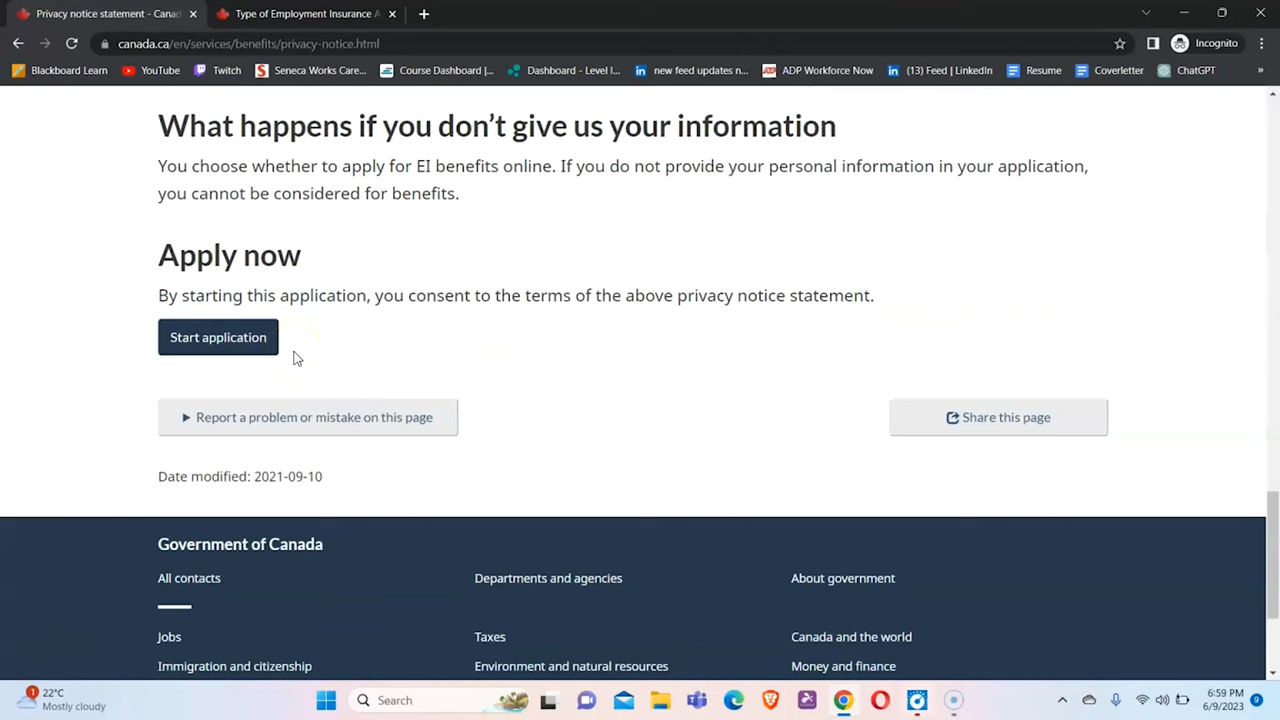 Privacy notice statement - Canad
Type of Employment Insurance A
canada.ca/en/services/benefits/privacy-notice.html
Incognito
Blackboard Learn
YouTube
Twitch
Seneca Works Care...
Course Dashboard |...
Dashboard - Level I...
new feed updates n...
ADP Workforce Now
(13) Feed | LinkedIn
Resume
Coverletter
ChatGPT
What happens if you don’t give us your information
You choose whether to apply for EI benefits online. If you do not provide your personal information in your application,
you cannot be considered for benefits.
Apply now
By starting this application, you consent to the terms of the above privacy notice statement.
Start application
Report a problem or mistake on this page
Share this page
Date modified: 2021-09-10
Government of Canada
All contacts
Departments and agencies
About government
Jobs
Taxes
Canada and the world
Immigration and citizenship
Environment and natural resources
Money and finance
1
22°C
Mostly cloudy
Search
6:59 PM
6/9/2023
9